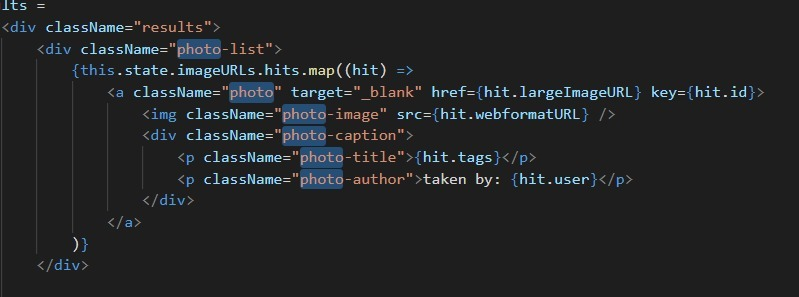 lts =
<div className="results">
<div className="photo-list">
{this.state.imageURLs.hits.map((hit) =>
<a className="photo" target="_blank" href={hit.largeImageURL} key={hit.id}>
<img className="photo-image" src={hit.webformatURL} />
<div className="photo-caption">
<p className="photo-title">{hit.tags}</p>
<p className="photo-author">taken by: {hit.user}</p>
</div>
</a>
)}
</div>